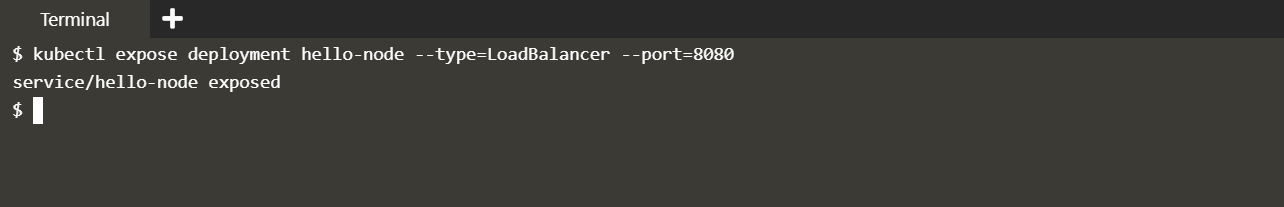 Terminal
$ kubectl expose deployment hello-node --type=LoadBalancer --port=8080
service/hello-node exposed
$